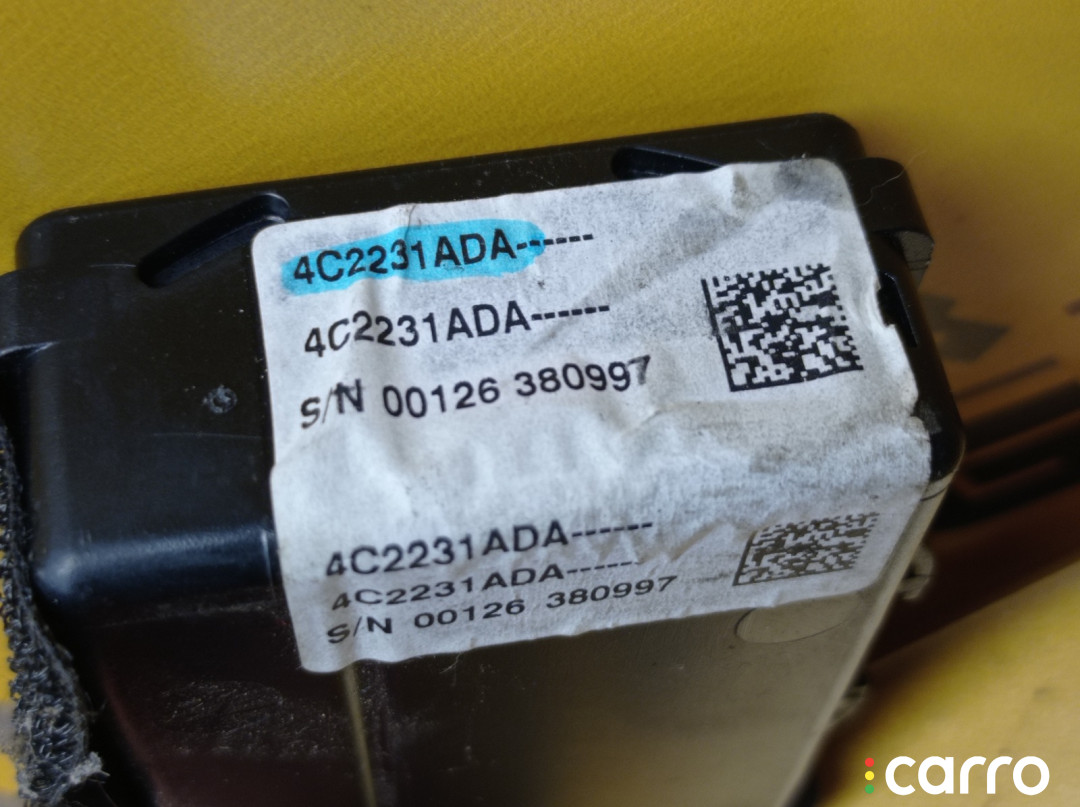 4C2231ADA------
4C2231ADA------
S/N 00126 380997
4C2231ADA------
4C2231ADA------
S/N 00126 380997
carro